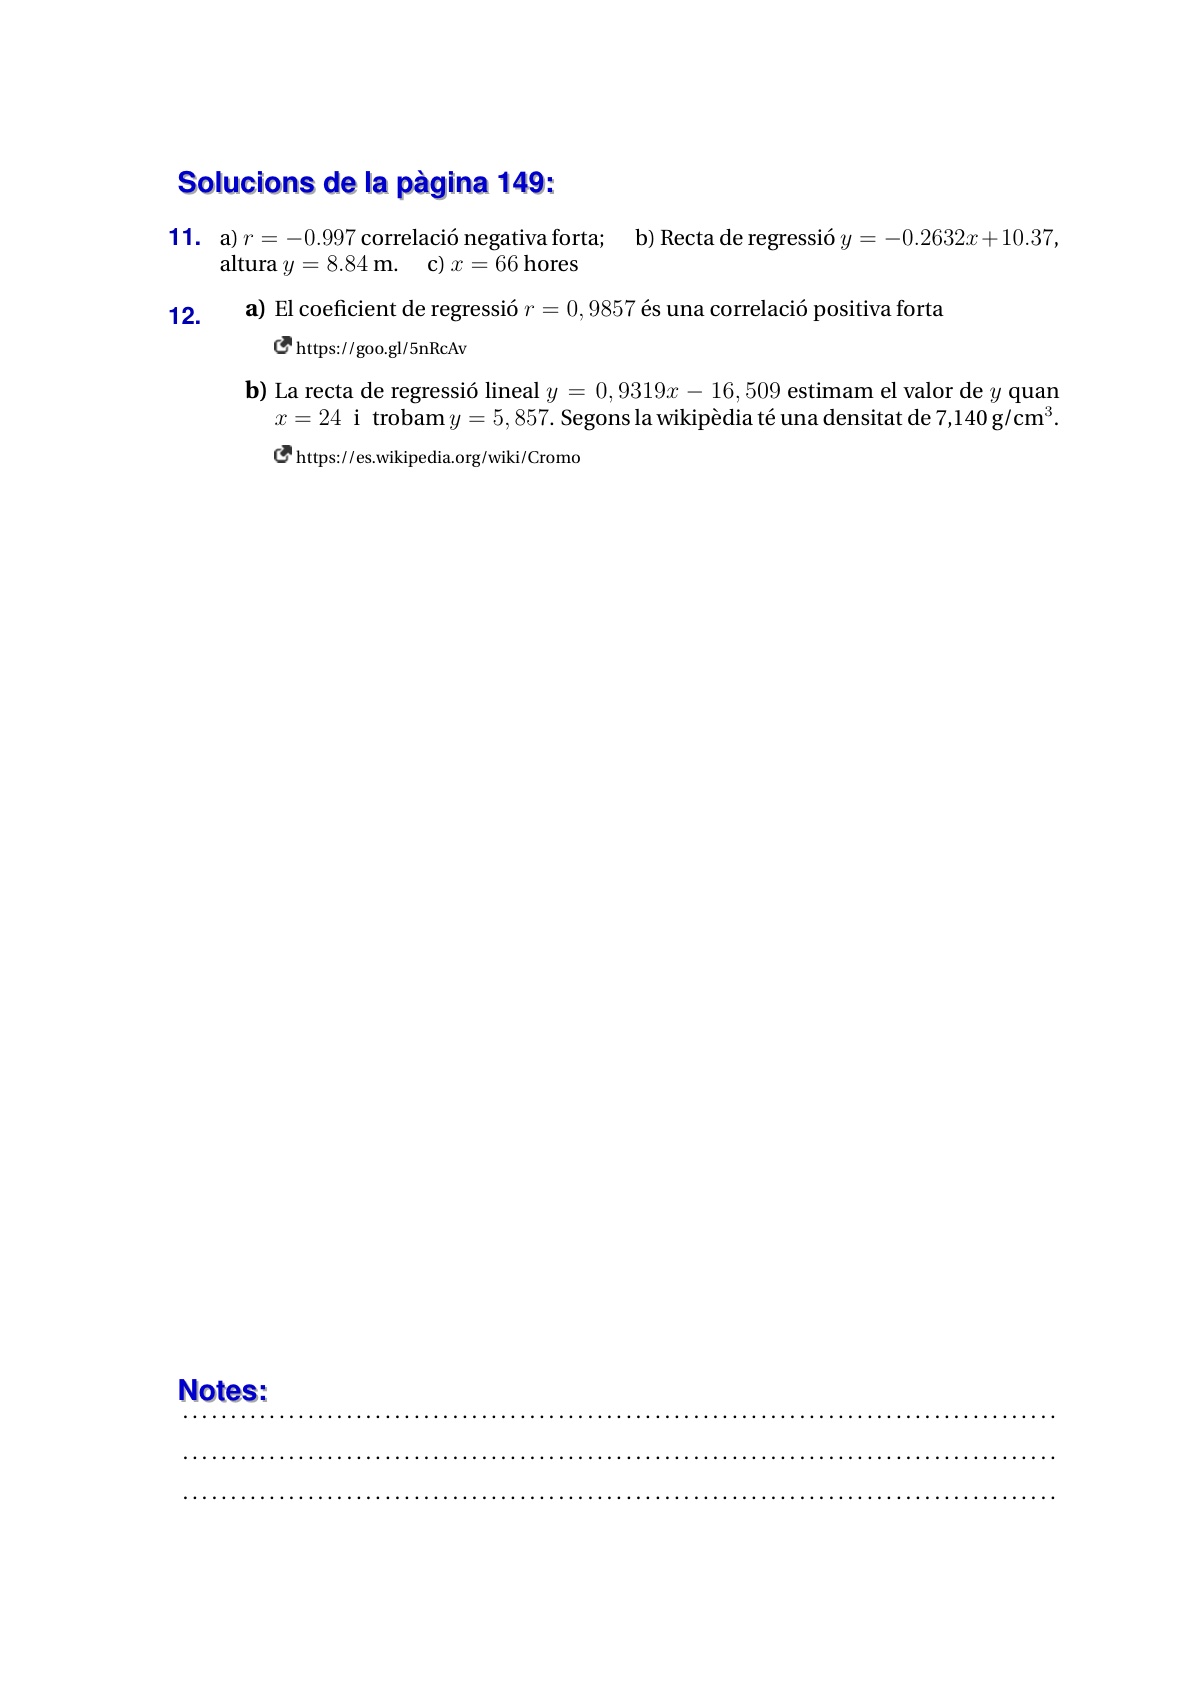 Solucions de la pàgina 149:
11. a) r = −0.997 correlació negativa forta; b) Recta de regressió y = −0.2632x + 10.37,
altura y = 8.84 m. c) x = 66 hores
12. a) El coeficient de regressió r = 0, 9857 és una correlació positiva forta
https://goo.gl/5nRcAv
b) La recta de regressió lineal y = 0, 9319x − 16, 509 estimam el valor de y quan
x = 24 i trobam y = 5, 857. Segons la wikipèdia té una densitat de 7,140 g/cm³.
https://es.wikipedia.org/wiki/Cromo
Notes: